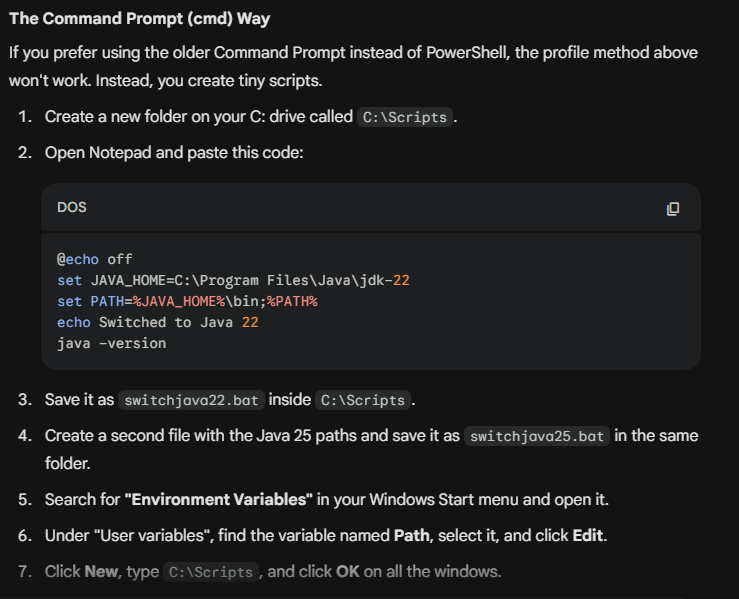 The Command Prompt (cmd) Way
If you prefer using the older Command Prompt instead of PowerShell, the profile method above
won't work. Instead, you create tiny scripts.
1. Create a new folder on your C: drive called C:\Scripts.
2. Open Notepad and paste this code:
DOS
@echo off
set JAVA_HOME=C:\Program Files\Java\jdk-22
set PATH=%JAVA_HOME%\bin;%PATH%
echo Switched to Java 22
java -version
3. Save it as switchjava22.bat inside C:\Scripts.
4. Create a second file with the Java 25 paths and save it as switchjava25.bat in the same
folder.
5. Search for "Environment Variables" in your Windows Start menu and open it.
6. Under "User variables", find the variable named Path, select it, and click Edit.
7. Click New, type C:\Scripts, and click OK on all the windows.